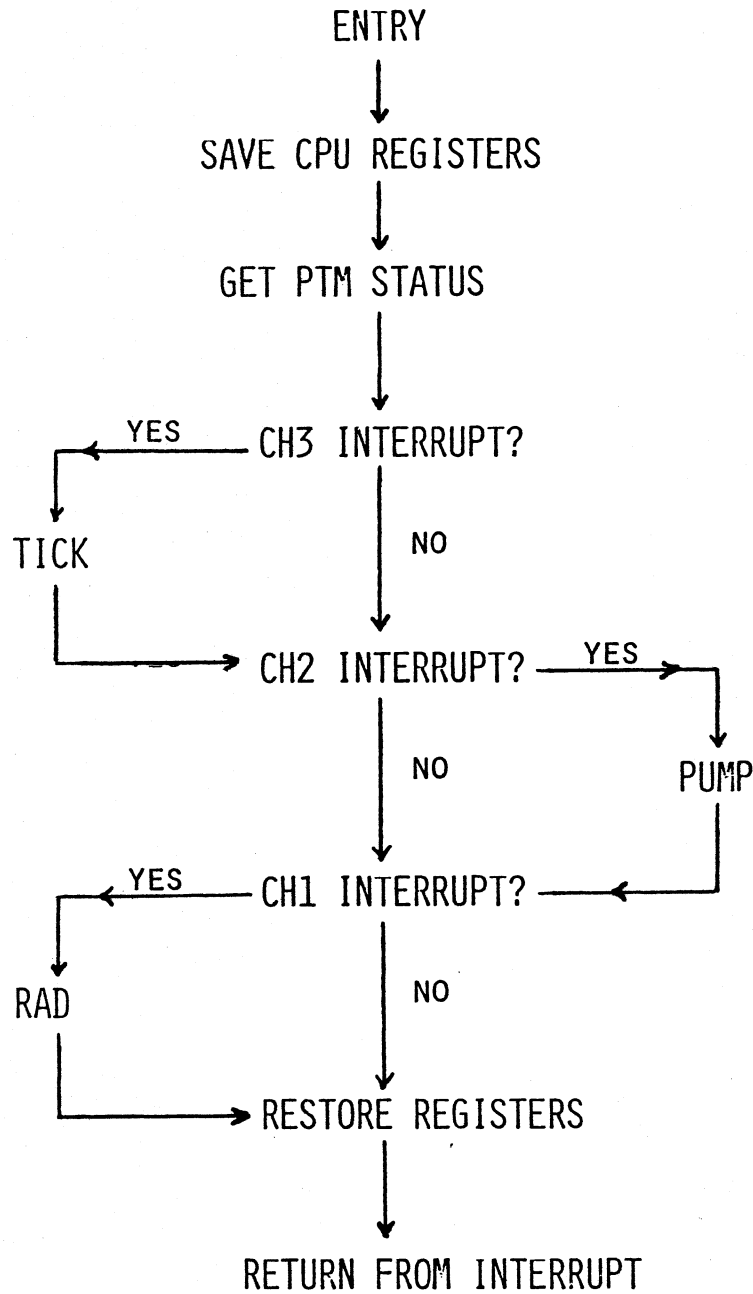 ENTRY
SAVE CPU REGISTERS
GET PTM STATUS
YES
CH3 INTERRUPT?
TICK
NO
CH2 INTERRUPT?
YES
NO
PUMP
YES
CH1 INTERRUPT?
RAD
NO
RESTORE REGISTERS
RETURN FROM INTERRUPT